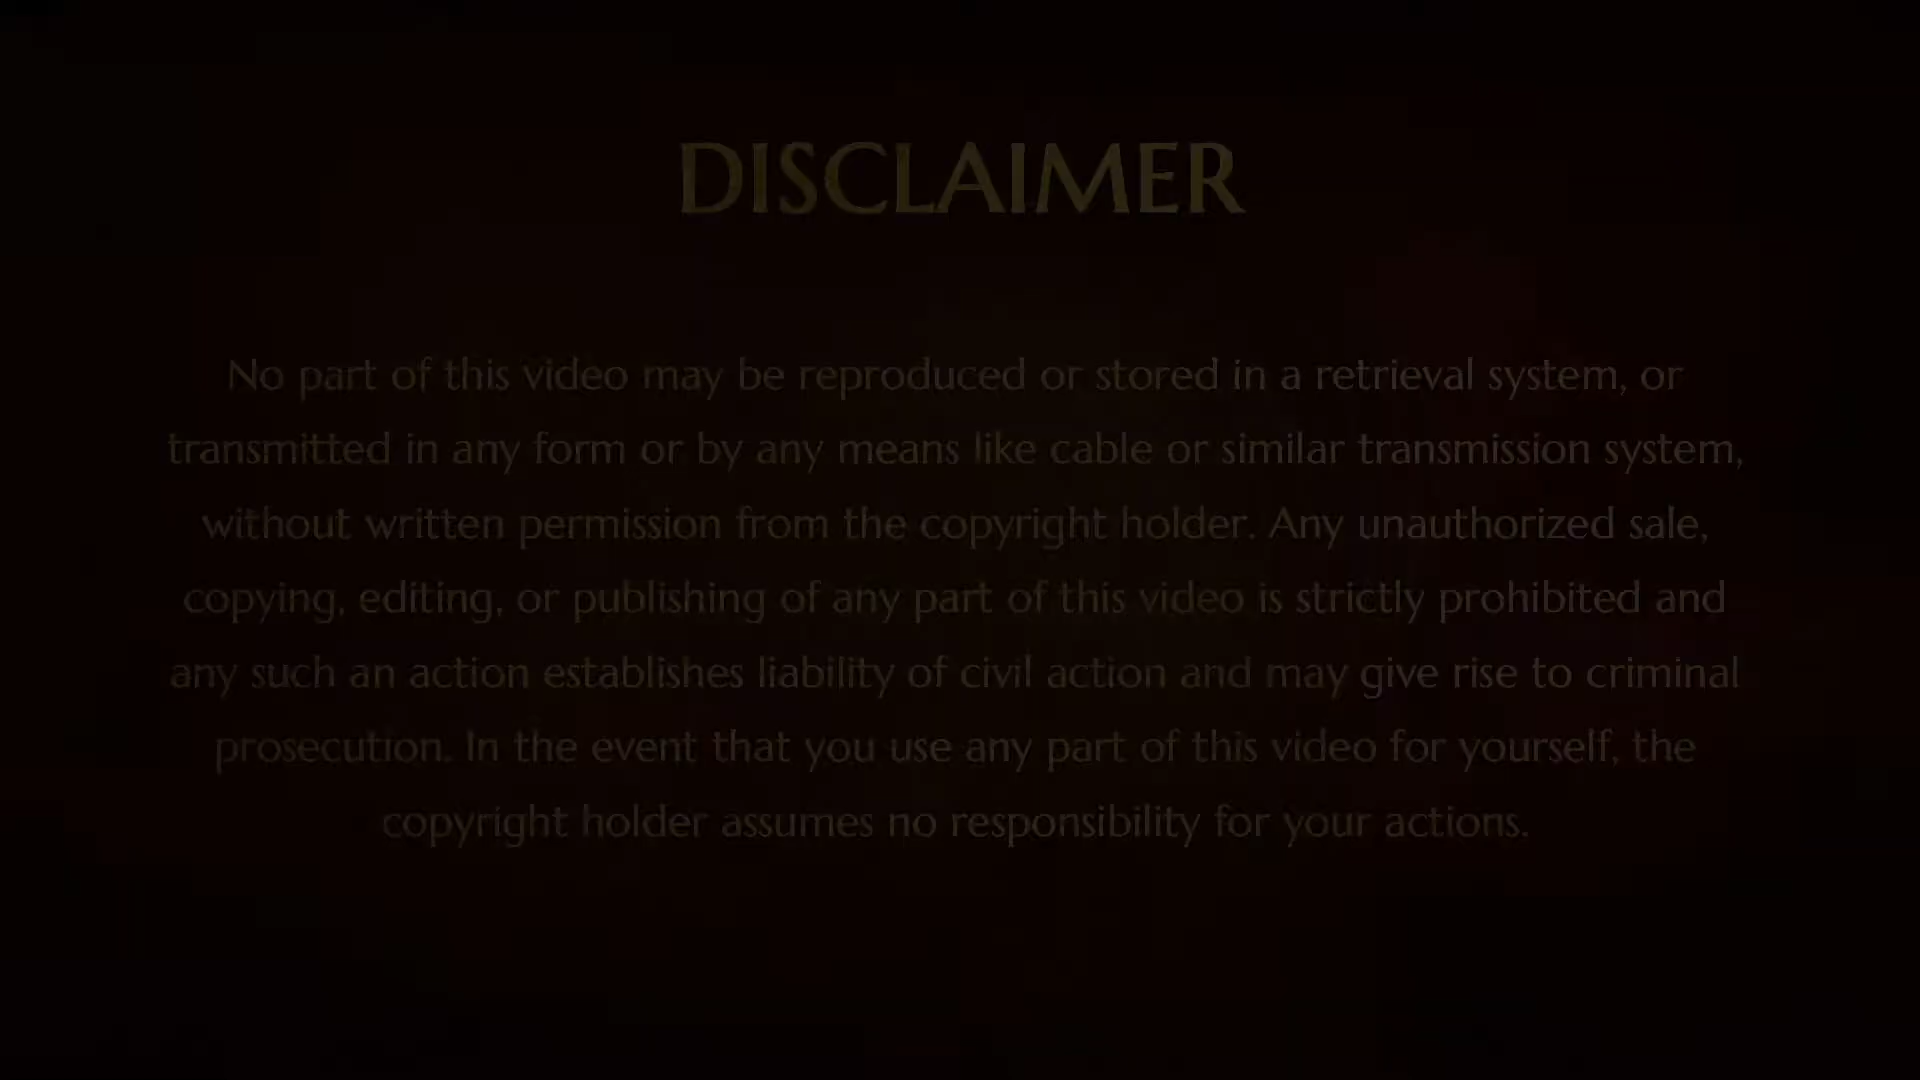 DISCLAIMER
No part of this video may be reproduced or stored in a retrieval system, or
transmitted in any form or by any means like cable or similar transmission system,
without written permission from the copyright holder. Any unauthorized sale,
copying, editing, or publishing of any part of this video is strictly prohibited and
any such an action establishes liability of civil action and may give rise to criminal
prosecution. In the event that you use any part of this video for yourself, the
copyright holder assumes no responsibility for your actions.